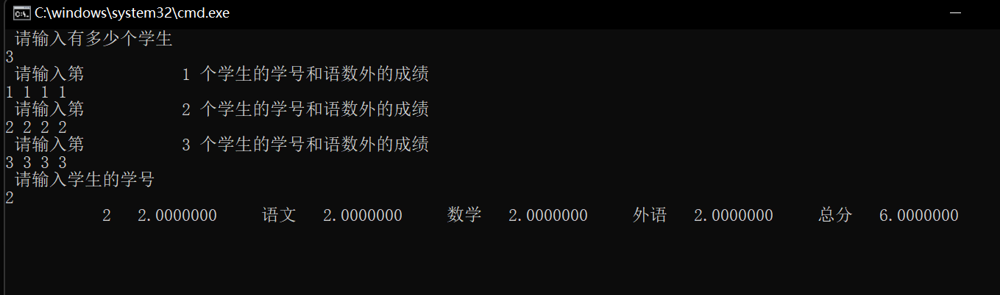 C:\windows\system32\cmd.exe
请输入有多少个学生
3
请输入第 1 个学生的学号和语数外的成绩
1 1 1 1
请输入第 2 个学生的学号和语数外的成绩
2 2 2 2
请输入第 3 个学生的学号和语数外的成绩
3 3 3 3
请输入学生的学号
2
2 2.0000000 语文 2.0000000 数学 2.0000000 外语 2.0000000 总分 6.0000000